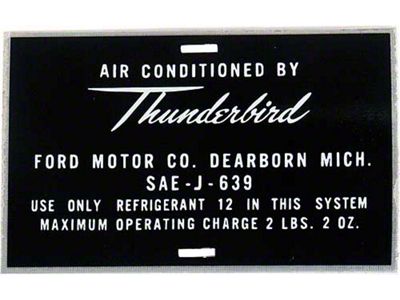 AIR CONDITIONED BY
Thunderbird
FORD MOTOR CO. DEARBORN MICH.
SAE-J-639
USE ONLY REFRIGERANT 12 IN THIS SYSTEM
MAXIMUM OPERATING CHARGE 2 LBS. 2 OZ.